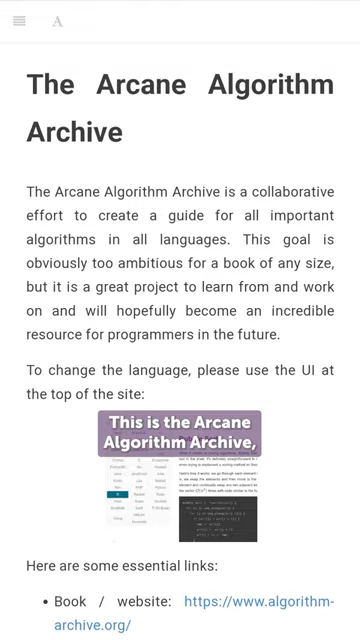 A
The Arcane Algorithm
Archive
The Arcane Algorithm Archive is a collaborative
effort to create a guide for all important
algorithms in all languages. This goal is
obviously too ambitious for a book of any size,
but it is a great project to learn from and work
on and will hopefully become an incredible
resource for programmers in the future.
To change the language, please use the UI at
the top of the site:
This is the Arcane
Algorithm Archive,
Here are some essential links:
• Book / website: https://www.algorithm-
archive.org/